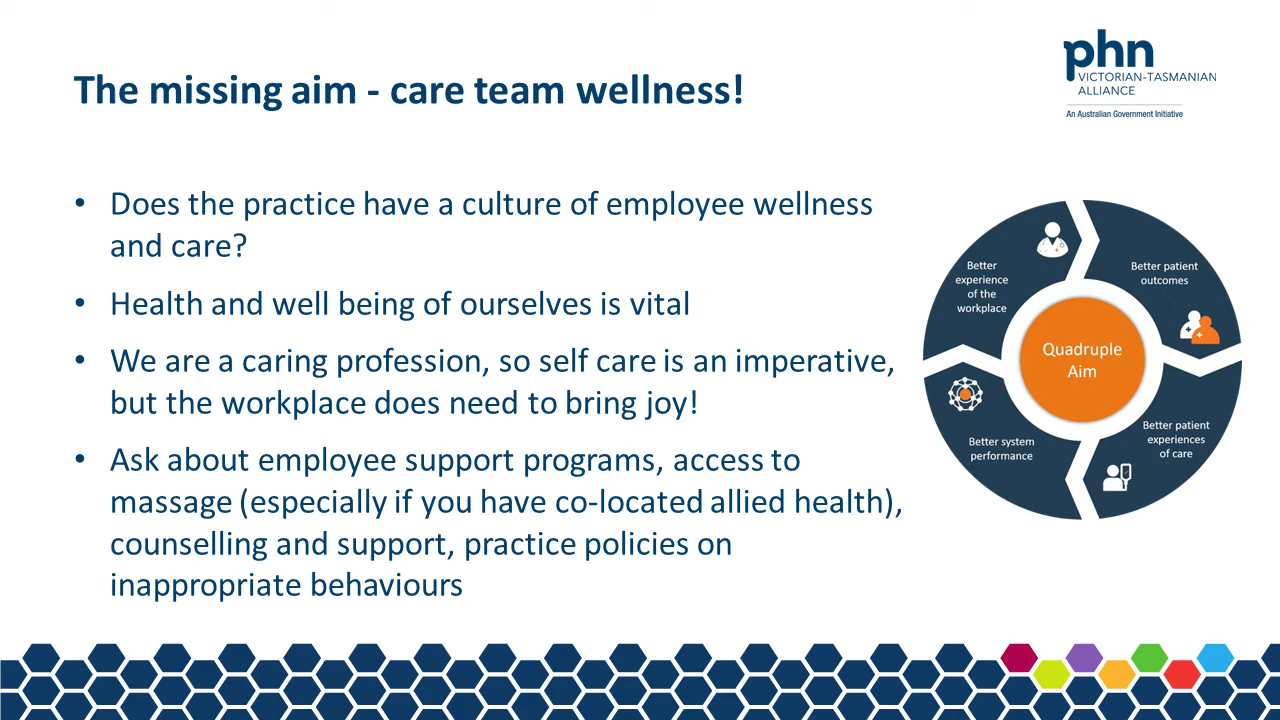 The missing aim - care team wellness!
phn
VICTORIAN-TASMANIAN
ALLIANCE
An Australian Government Initiative
• Does the practice have a culture of employee wellness
and care?
• Health and well being of ourselves is vital
• We are a caring profession, so self care is an imperative,
but the workplace does need to bring joy!
• Ask about employee support programs, access to
massage (especially if you have co-located allied health),
counselling and support, practice policies on
inappropriate behaviours
Better
experience
of the
workplace
Better patient
outcomes
Quadruple
Aim
Better system
performance
Better patient
experiences
of care